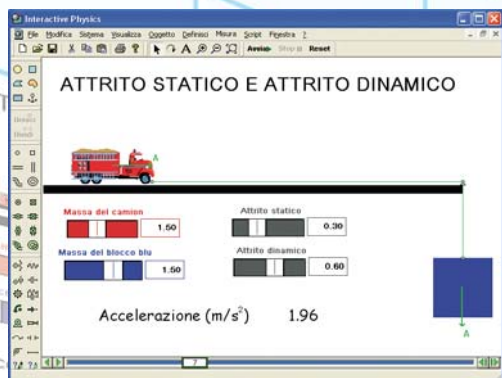 Interactive Physics
File Modifica Sistema Visualizza Oggetto Definisci Misura Script Finestra ?
Avvia▸ Stop Reset
ATTRITO STATICO E ATTRITO DINAMICO
A
Massa del camion
1.50
Attrito statico
0.30
Massa del blocco blu
1.50
Attrito dinamico
0.60
Accelerazione (m/s²) 1.96
A
7